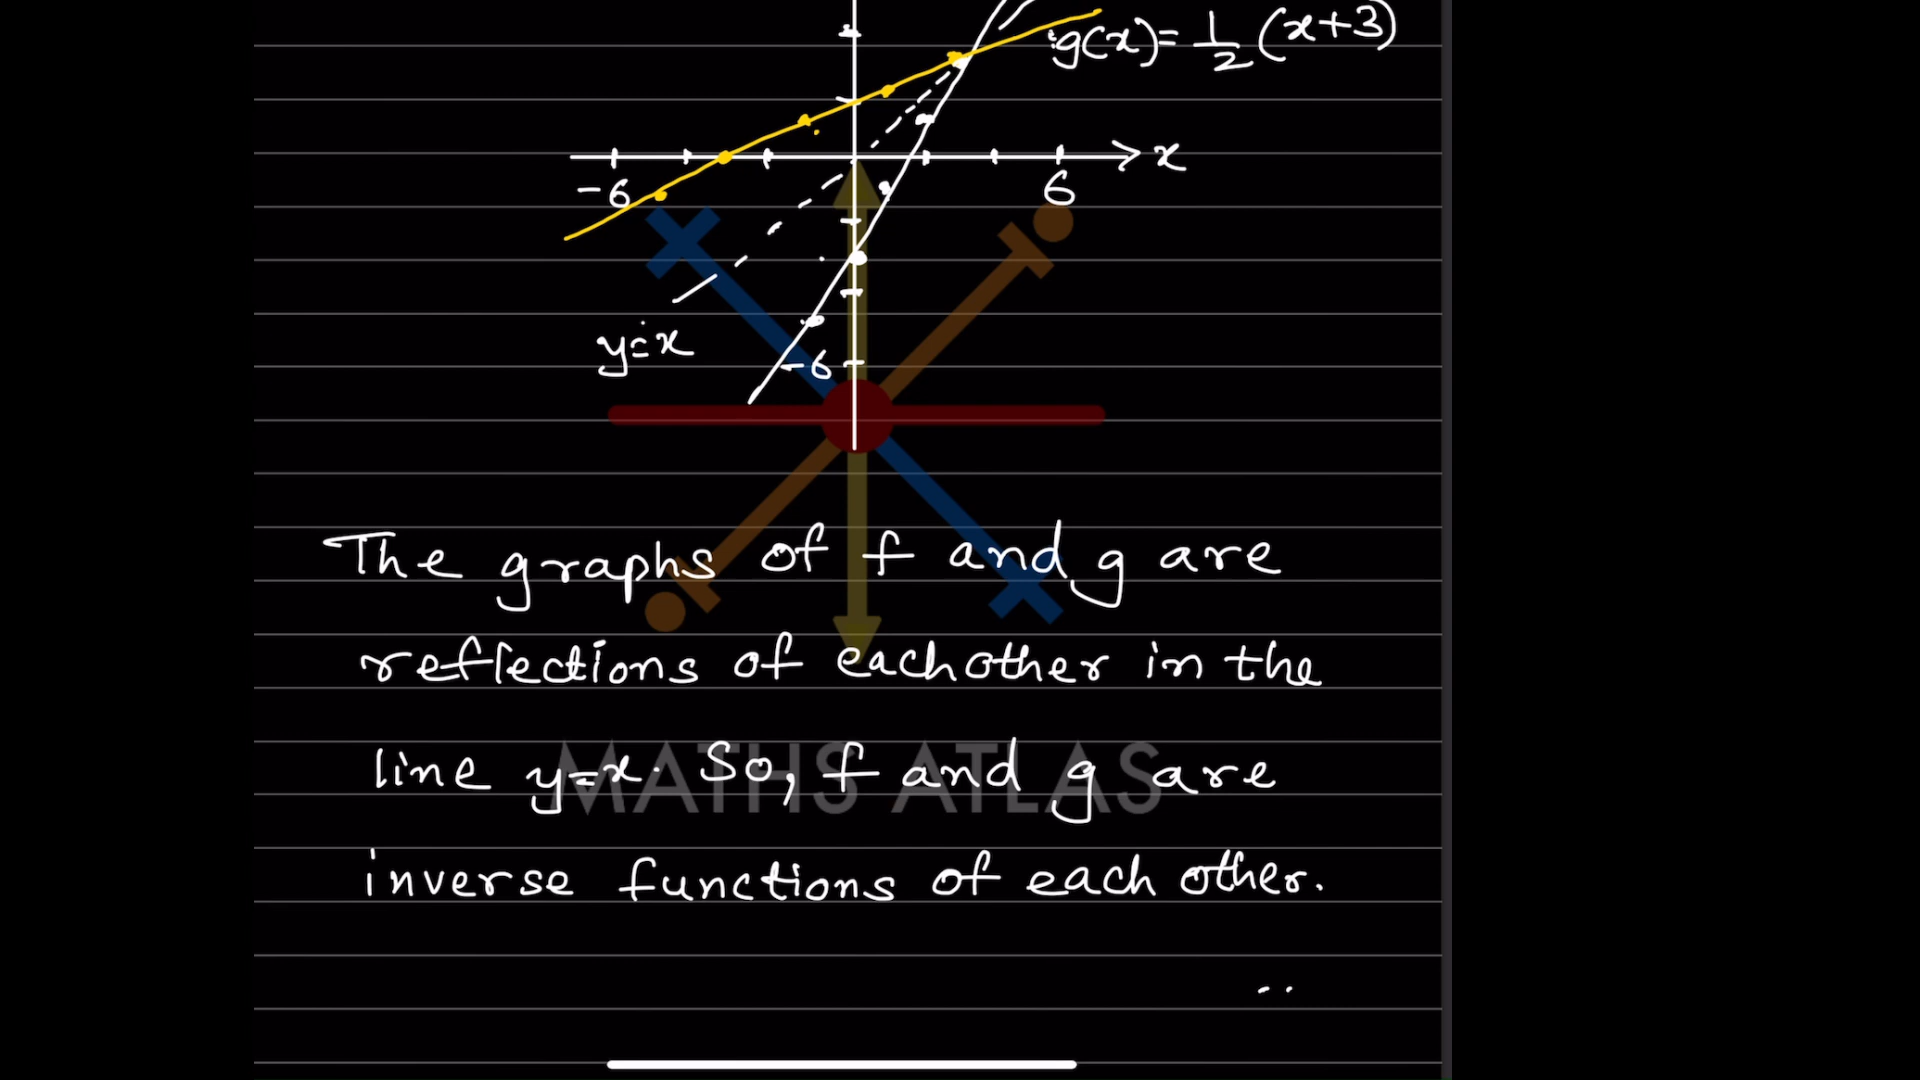 g(x)= 1/2 (x+3)
x
-6
6
y=x
-6
The graphs of f and g are
reflections of eachother in the
line y=x. So, f and g are
MATHS ATLAS
inverse functions of each other.